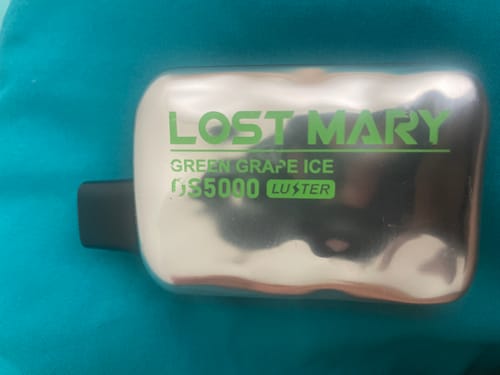 LOST MARY
GREEN GRAPE ICE
OS5000 LUSTER